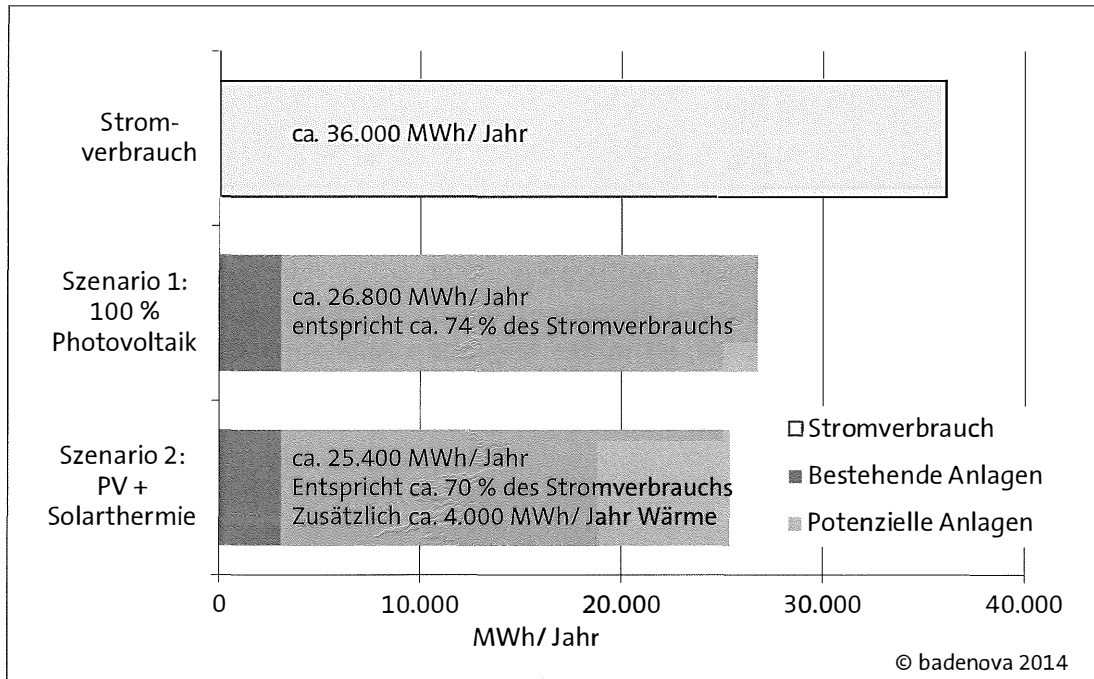 Strom-
verbrauch
ca. 36.000 MWh/ Jahr
Szenario 1:
100 %
Photovoltaik
ca. 26.800 MWh/ Jahr
entspricht ca. 74 % des Stromverbrauchs
Szenario 2:
PV +
Solarthermie
ca. 25.400 MWh/ Jahr
Entspricht ca. 70 % des Stromverbrauchs
Zusätzlich ca. 4.000 MWh/ Jahr Wärme
Stromverbrauch
Bestehende Anlagen
Potenzielle Anlagen
0 10.000 20.000 30.000 40.000
MWh/ Jahr
© badenova 2014